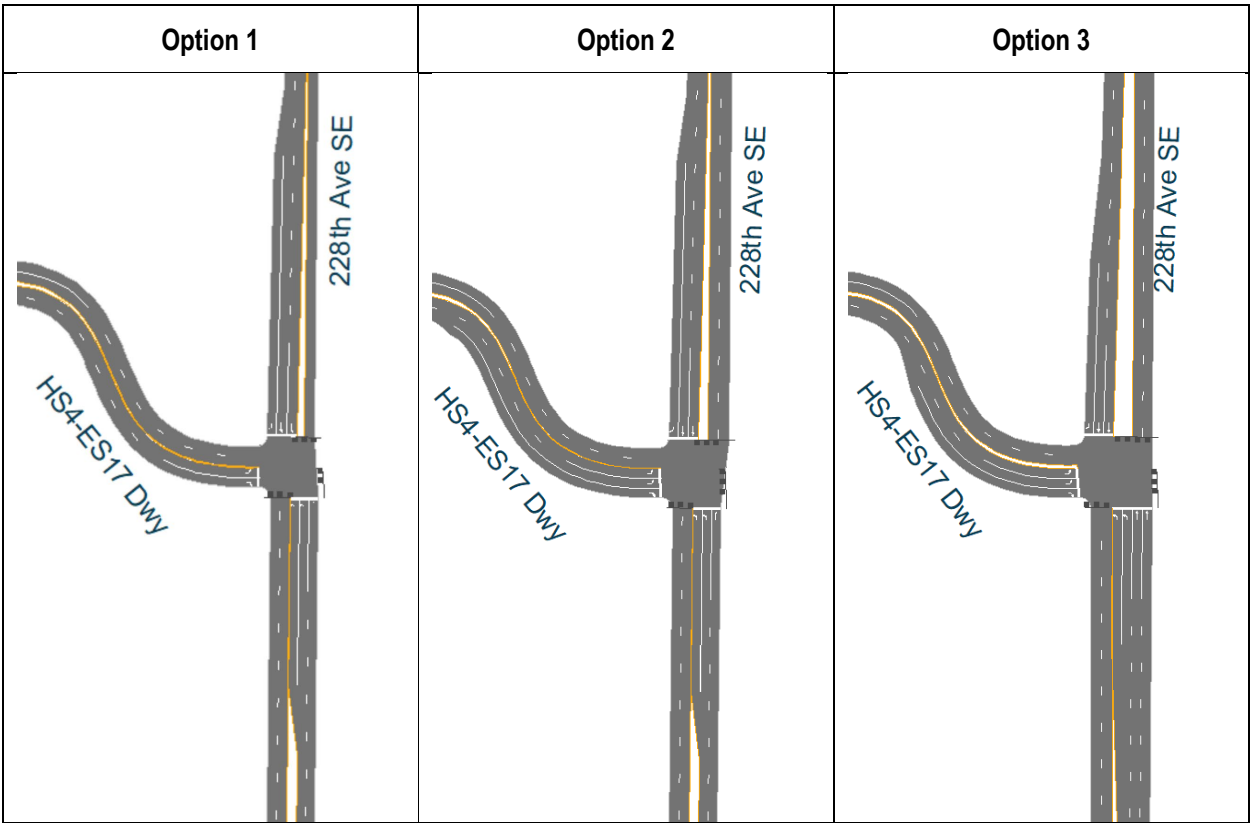 Option 1
Option 2
Option 3
228th Ave SE
HS4-ES17 Dwy
228th Ave SE
HS4-ES17 Dwy
228th Ave SE
HS4-ES17 Dwy